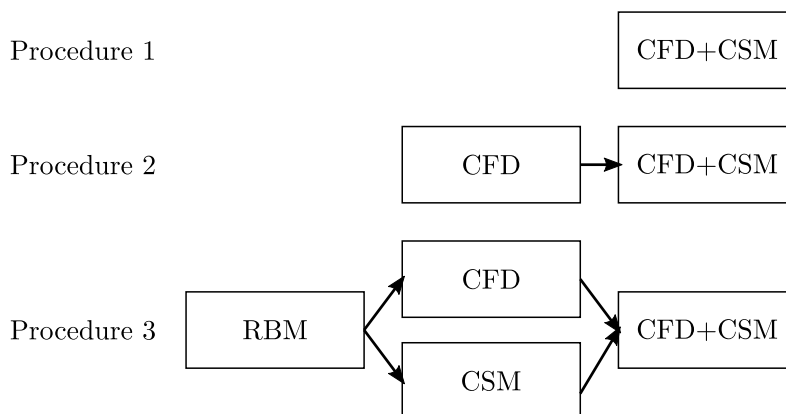 Procedure 1
CFD+CSM
Procedure 2
CFD
CFD+CSM
CFD
Procedure 3
RBM
CFD+CSM
CSM